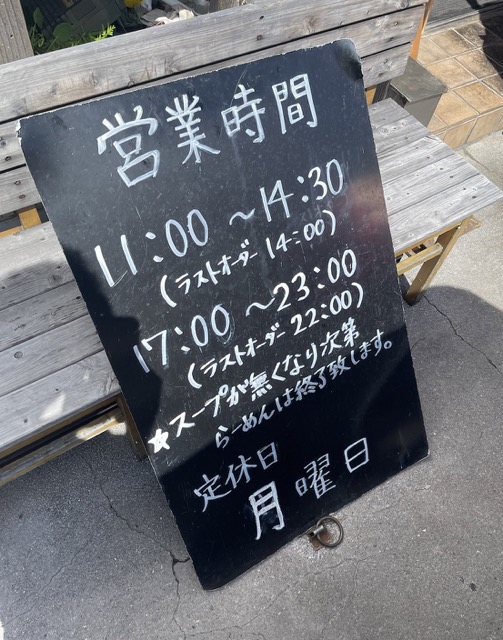 営業時間
11:00 〜14:30
(ラストオーダー 14:00)
17:00 〜23:00
(ラストオーダー 22:00)
★スープが無くなり次第
らーめんは終了致します。
定休日
月曜日